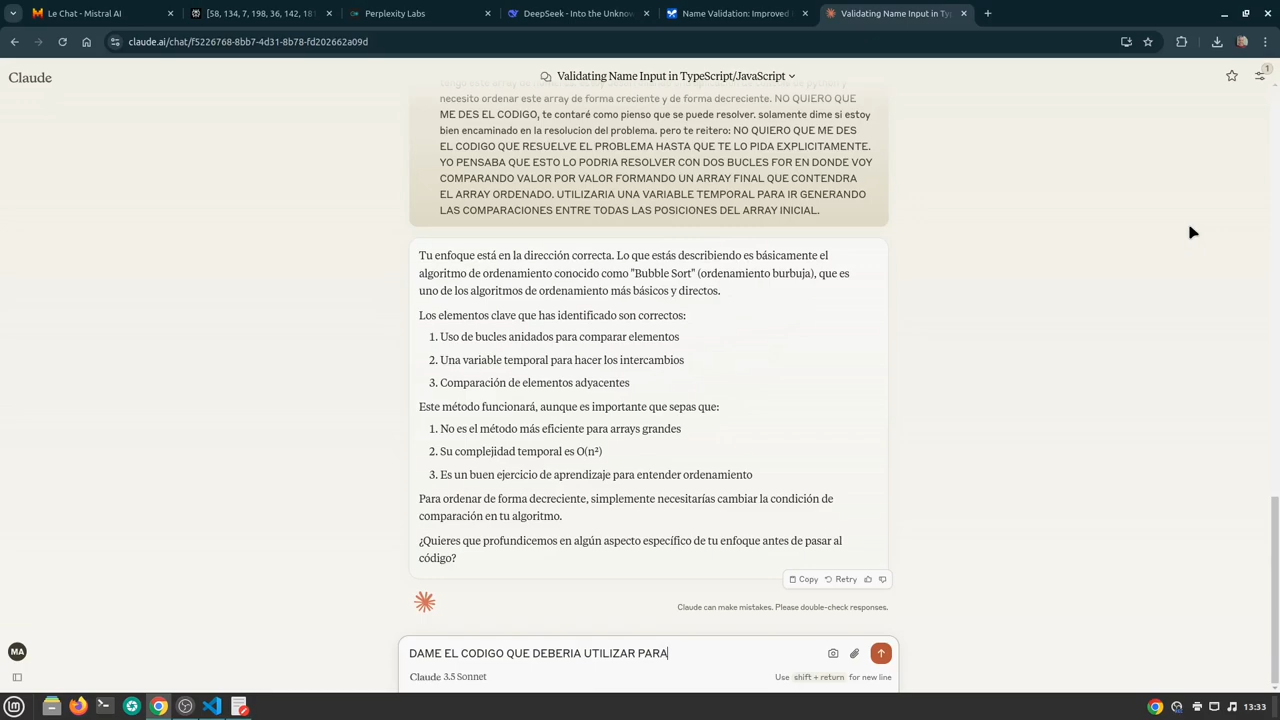 Le Chat - Mistral AI
[58, 134, 7, 198, 36, 142, 181
Perplexity Labs
DeepSeek - Into the Unknow
Name Validation: Improved
Validating Name Input in Ty
claude.ai/chat/f5226768-8bb7-4d31-8b78-fd202662a09d
Claude
Validating Name Input in TypeScript/JavaScript
1
necesito ordenar este array de forma creciente y de forma decreciente. NO QUIERO QUE
ME DES EL CODIGO, te contaré como pienso que se puede resolver. solamente dime si estoy
bien encaminado en la resolucion del problema. pero te reitero: NO QUIERO QUE ME DES
EL CODIGO QUE RESUELVE EL PROBLEMA HASTA QUE TE LO PIDA EXPLICITAMENTE.
YO PENSABA QUE ESTO LO PODRIA RESOLVER CON DOS BUCLES FOR EN DONDE VOY
COMPARANDO VALOR POR VALOR FORMANDO UN ARRAY FINAL QUE CONTENDRA
EL ARRAY ORDENADO. UTILIZARIA UNA VARIABLE TEMPORAL PARA IR GENERANDO
LAS COMPARACIONES ENTRE TODAS LAS POSICIONES DEL ARRAY INICIAL.
Tu enfoque está en la dirección correcta. Lo que estás describiendo es básicamente el
algoritmo de ordenamiento conocido como "Bubble Sort" (ordenamiento burbuja), que es
uno de los algoritmos de ordenamiento más básicos y directos.
Los elementos clave que has identificado son correctos:
1. Uso de bucles anidados para comparar elementos
2. Una variable temporal para hacer los intercambios
3. Comparación de elementos adyacentes
Este método funcionará, aunque es importante que sepas que:
1. No es el método más eficiente para arrays grandes
2. Su complejidad temporal es O(n²)
3. Es un buen ejercicio de aprendizaje para entender ordenamiento
Para ordenar de forma decreciente, simplemente necesitarías cambiar la condición de
comparación en tu algoritmo.
¿Quieres que profundicemos en algún aspecto específico de tu enfoque antes de pasar al
código?
Copy Retry
Claude can make mistakes. Please double-check responses.
DAME EL CODIGO QUE DEBERIA UTILIZAR PARA
MA
Claude 3.5 Sonnet
Use shift + return for new line
13:33